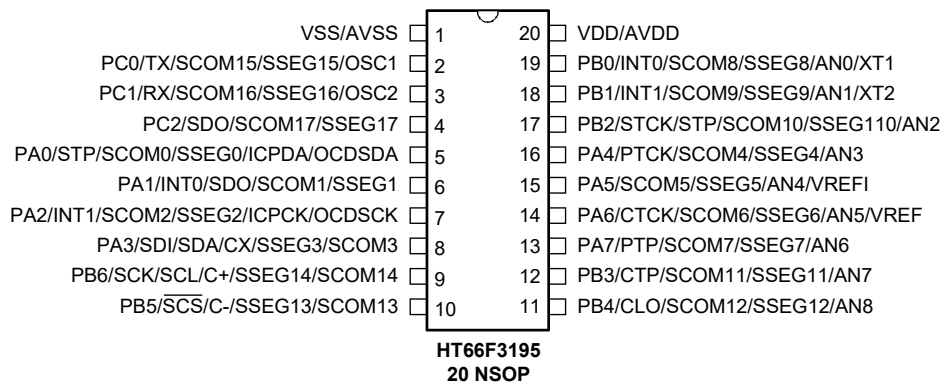 VSS/AVSS 1 20 VDD/AVDD
PC0/TX/SCOM15/SSEG15/OSC1 2 19 PB0/INT0/SCOM8/SSEG8/AN0/XT1
PC1/RX/SCOM16/SSEG16/OSC2 3 18 PB1/INT1/SCOM9/SSEG9/AN1/XT2
PC2/SDO/SCOM17/SSEG17 4 17 PB2/STCK/STP/SCOM10/SSEG110/AN2
PA0/STP/SCOM0/SSEG0/ICPDA/OCDSDA 5 16 PA4/PTCK/SCOM4/SSEG4/AN3
PA1/INT0/SDO/SCOM1/SSEG1 6 15 PA5/SCOM5/SSEG5/AN4/VREFI
PA2/INT1/SCOM2/SSEG2/ICPCK/OCDSCK 7 14 PA6/CTCK/SCOM6/SSEG6/AN5/VREF
PA3/SDI/SDA/CX/SSEG3/SCOM3 8 13 PA7/PTP/SCOM7/SSEG7/AN6
PB6/SCK/SCL/C+/SSEG14/SCOM14 9 12 PB3/CTP/SCOM11/SSEG11/AN7
PB5/S̅C̅S̅/C-/SSEG13/SCOM13 10 11 PB4/CLO/SCOM12/SSEG12/AN8
HT66F3195
20 NSOP